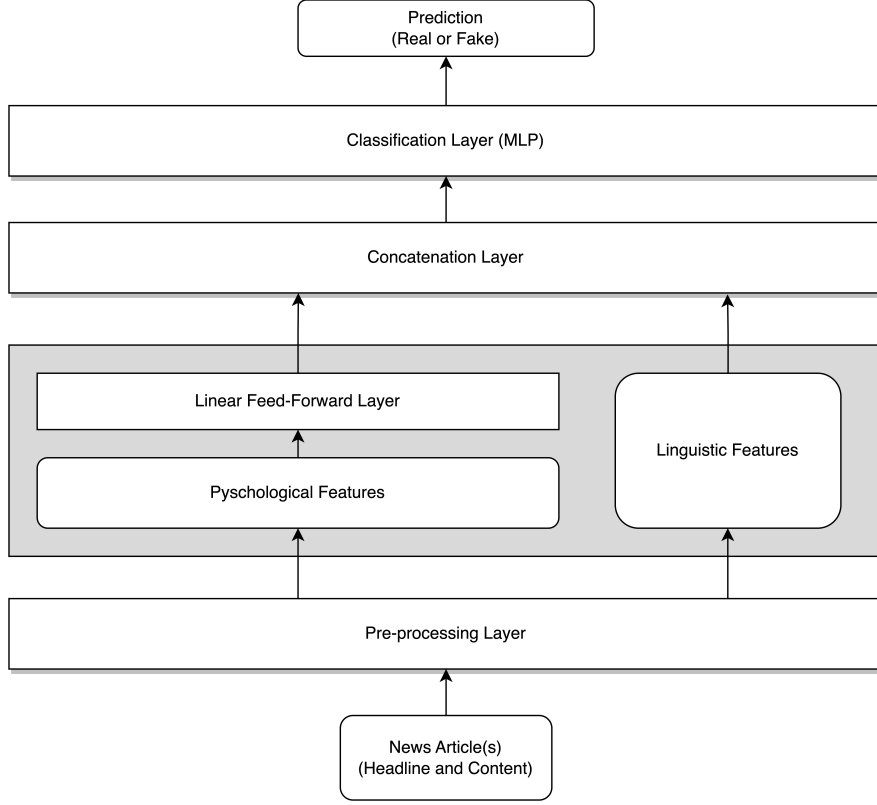 Prediction
(Real or Fake)
Classification Layer (MLP)
Concatenation Layer
Linear Feed-Forward Layer
Linguistic Features
Pyschological Features
Pre-processing Layer
News Article(s)
(Headline and Content)